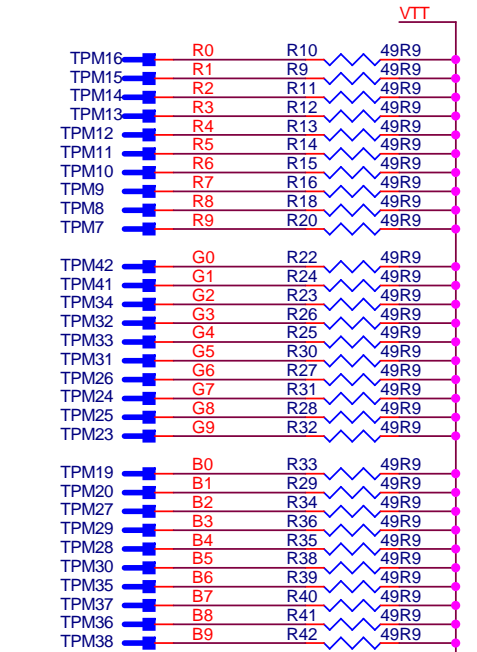 VTT
TPM16 R0 R10 49R9
TPM15 R1 R9 49R9
TPM14 R2 R11 49R9
TPM13 R3 R12 49R9
TPM12 R4 R13 49R9
TPM11 R5 R14 49R9
TPM10 R6 R15 49R9
TPM9 R7 R16 49R9
TPM8 R8 R18 49R9
TPM7 R9 R20 49R9
TPM42 G0 R22 49R9
TPM41 G1 R24 49R9
TPM34 G2 R23 49R9
TPM32 G3 R26 49R9
TPM33 G4 R25 49R9
TPM31 G5 R30 49R9
TPM26 G6 R27 49R9
TPM24 G7 R31 49R9
TPM25 G8 R28 49R9
TPM23 G9 R32 49R9
TPM19 B0 R33 49R9
TPM20 B1 R29 49R9
TPM27 B2 R34 49R9
TPM29 B3 R36 49R9
TPM28 B4 R35 49R9
TPM30 B5 R38 49R9
TPM35 B6 R39 49R9
TPM37 B7 R40 49R9
TPM36 B8 R41 49R9
TPM38 B9 R42 49R9